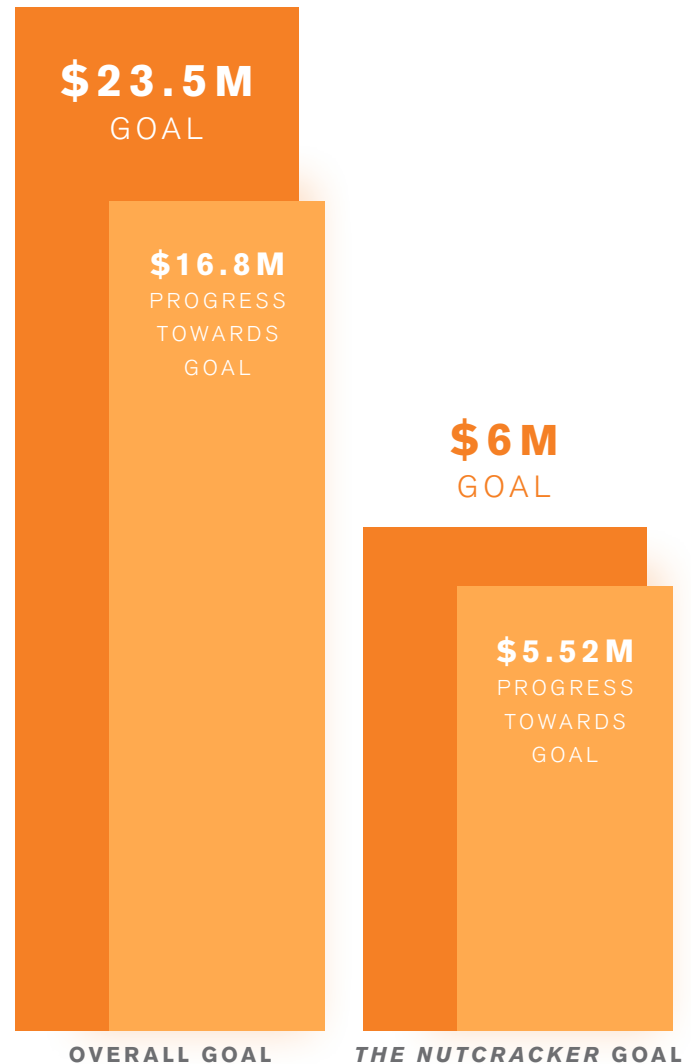 $23.5M
GOAL
$16.8M
PROGRESS
TOWARDS
GOAL
$6M
GOAL
$5.52M
PROGRESS
TOWARDS
GOAL
OVERALL GOAL
THE NUTCRACKER GOAL